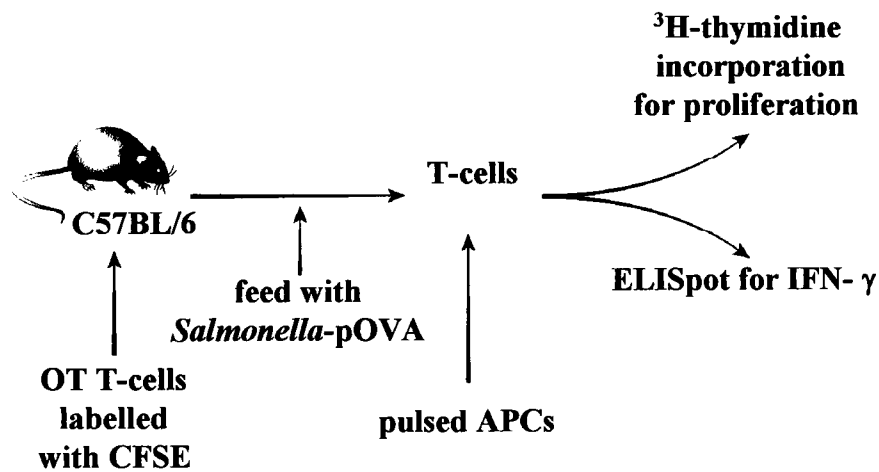 ³H-thymidine
incorporation
for proliferation
T-cells
C57BL/6
feed with
Salmonella-pOVA
ELISpot for IFN- γ
OT T-cells
labelled
with CFSE
pulsed APCs